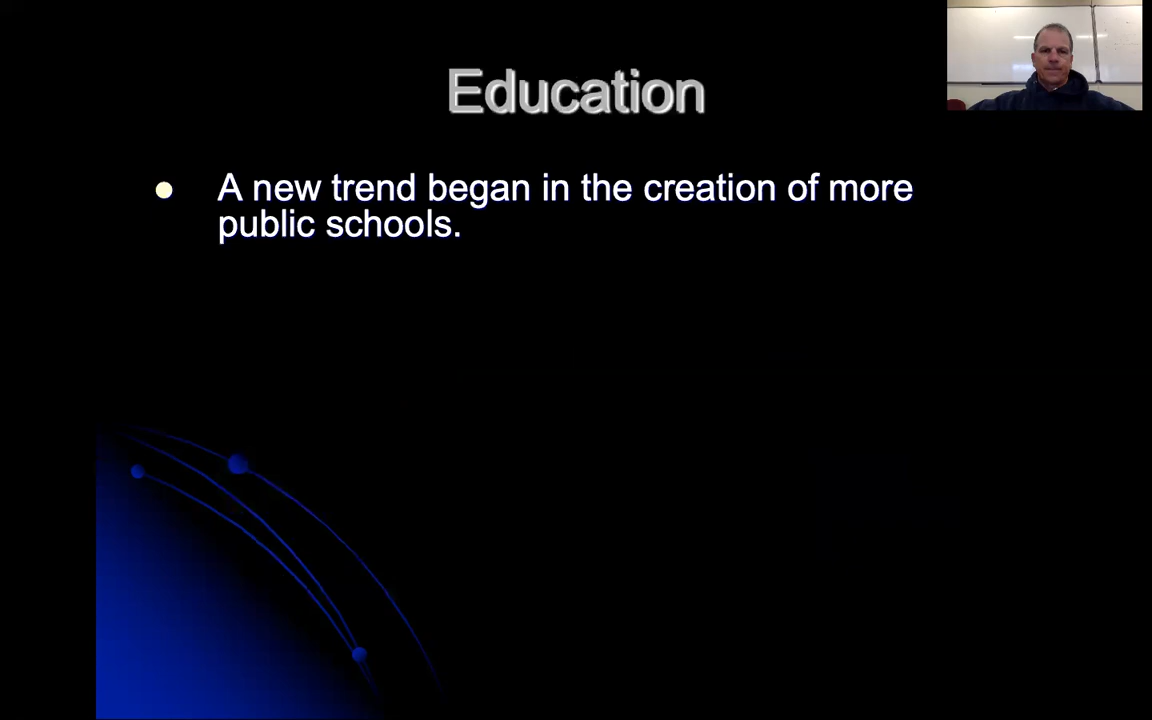 Education
A new trend began in the creation of more
public schools.